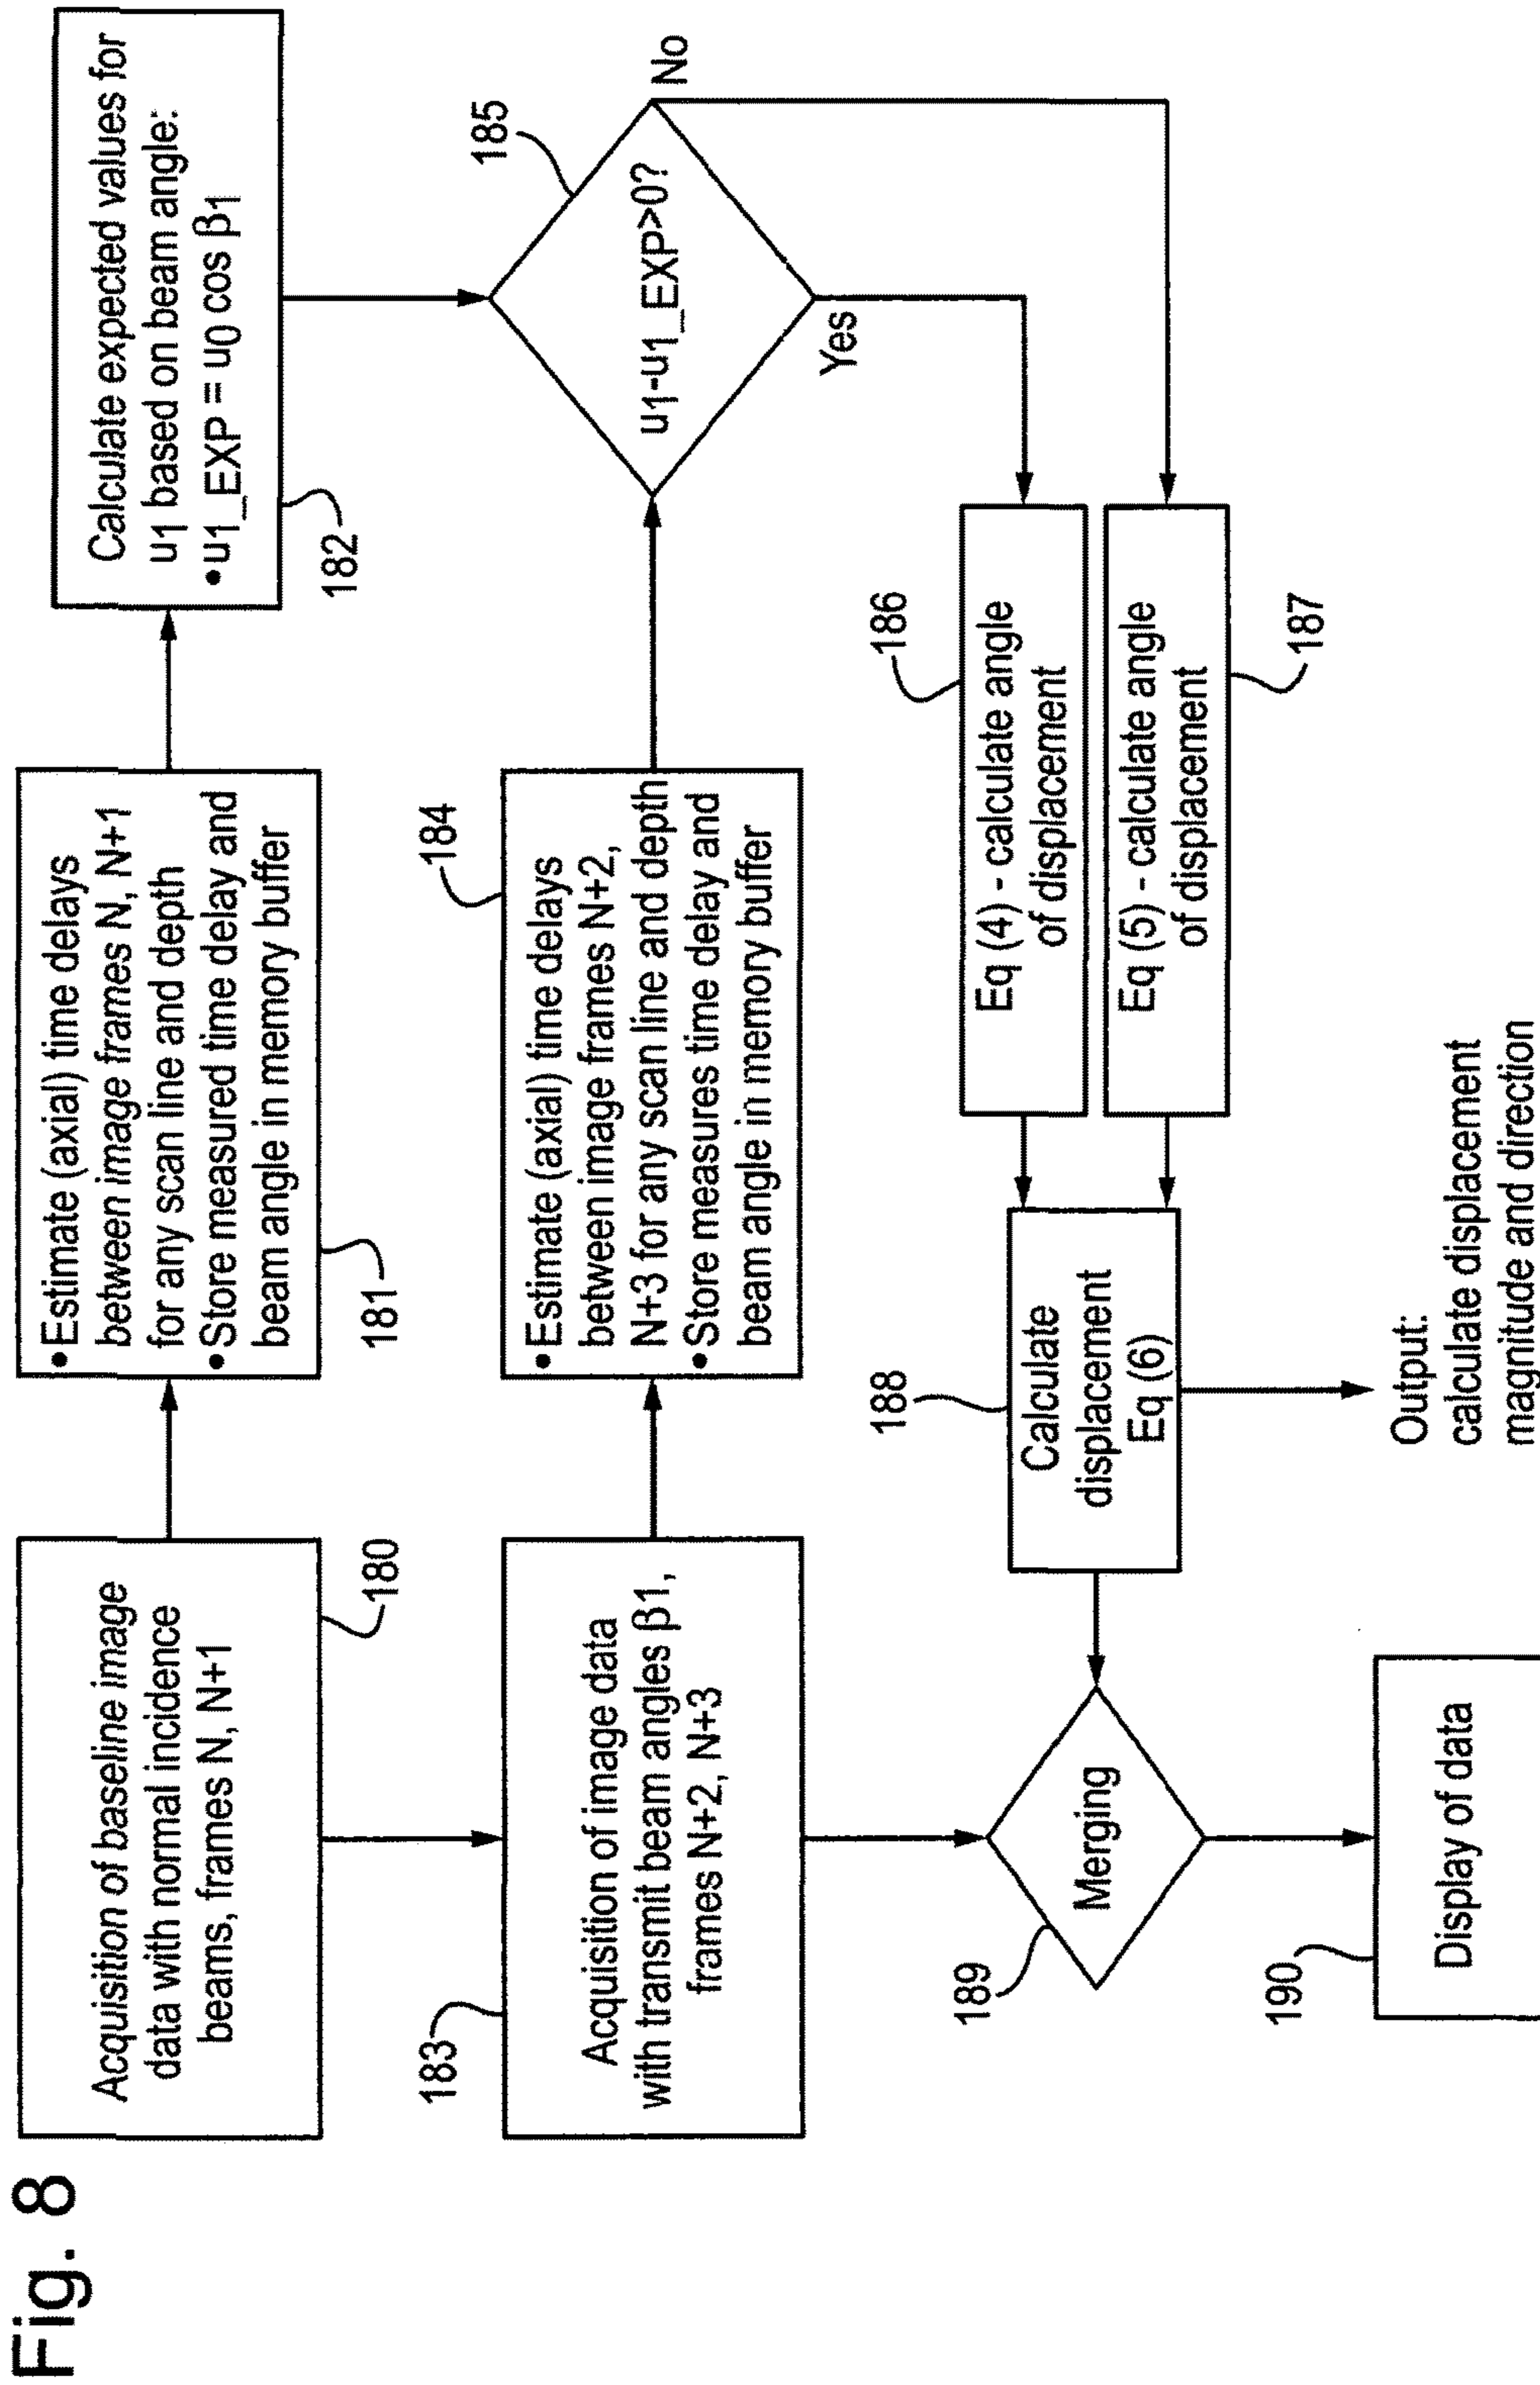 Fig. 8
Acquisition of baseline image
data with normal incidence
beams, frames N, N+1
180
• Estimate (axial) time delays
between image frames N, N+1
for any scan line and depth
• Store measured time delay and
beam angle in memory buffer
181
Calculate expected values for
u1 based on beam angle:
• u1_EXP = u0 cos β1
182
183
Acquisition of image data
with transmit beam angles β1,
frames N+2, N+3
184
• Estimate (axial) time delays
between image frames N+2,
N+3 for any scan line and depth
• Store measures time delay and
beam angle in memory buffer
185
u1-u1_EXP>0?
No
Yes
186
Eq (4) - calculate angle
of displacement
Eq (5) - calculate angle
of displacement
187
188
Calculate
displacement
Eq (6)
189
Merging
190
Display of data
Output:
calculate displacement
magnitude and direction